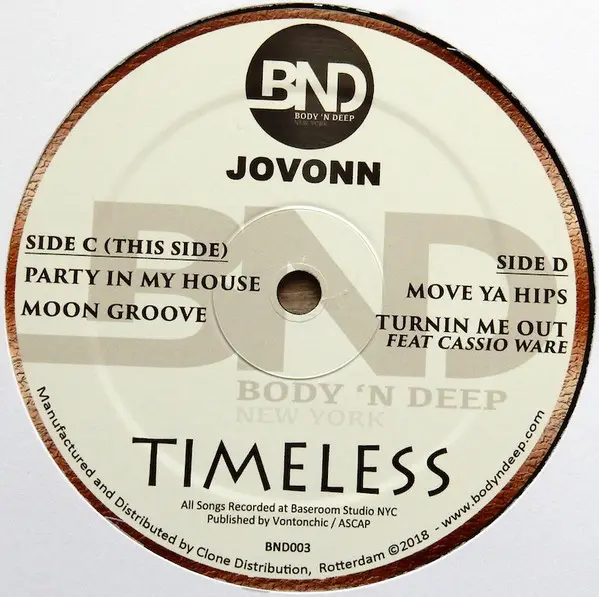 BND
BODY 'N DEEP
NEW YORK
JOVONN
SIDE C (THIS SIDE)
PARTY IN MY HOUSE
MOON GROOVE
SIDE D
MOVE YA HIPS
TURNIN ME OUT
FEAT CASSIO WARE
BND
BODY 'N DEEP
NEW YORK
TIMELESS
All Songs Recorded at Baseroom Studio NYC
Published by Vontonchic / ASCAP
BND003
Manufactured and Distributed by Clone Distribution, Rotterdam ©2018 - www.bodyndeep.com